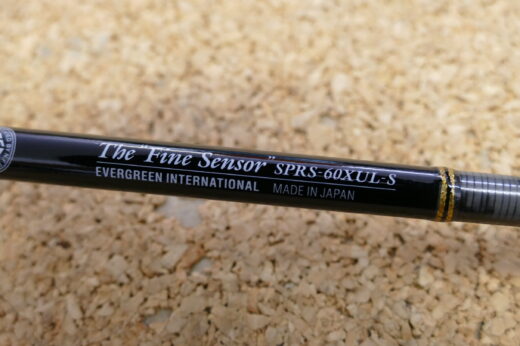 The "Fine Sensor" SPRS-60XUL-S
EVERGREEN INTERNATIONAL MADE IN JAPAN